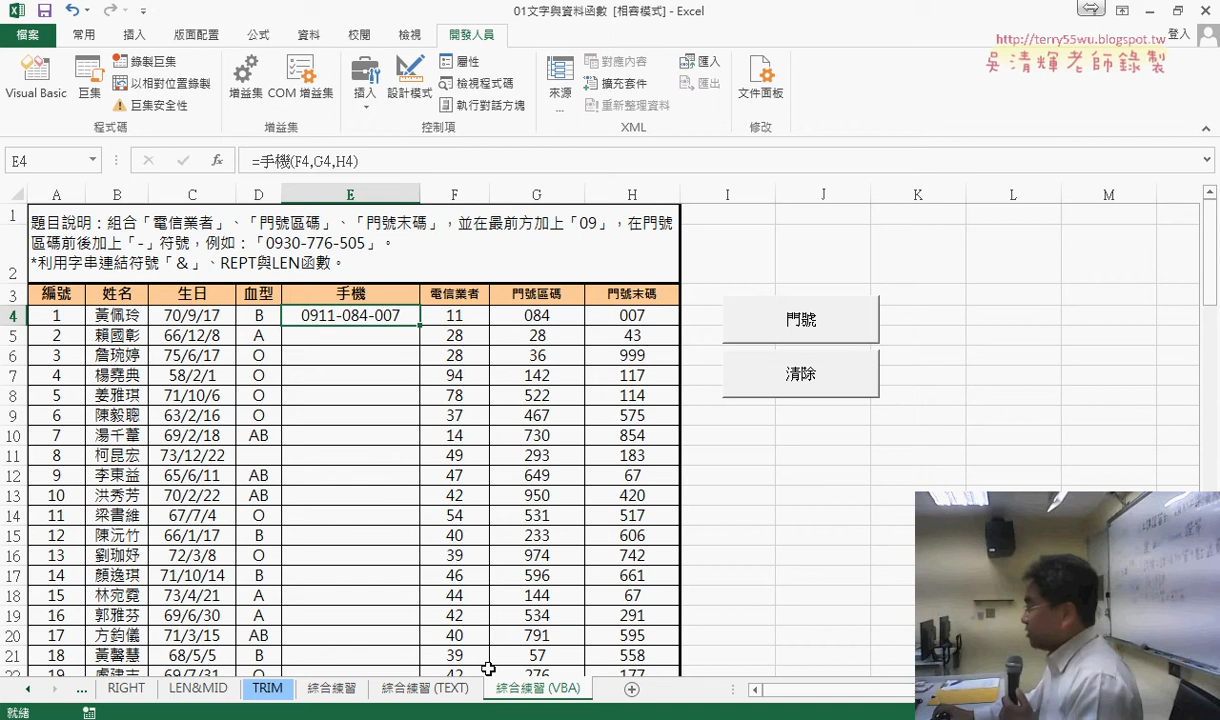 01文字與資料函數 [相容模式] - Excel
http://terry55wu.blogspot.tw
登入
吳清輝老師錄製
檔案 常用 插入 版面配置 公式 資料 校閱 檢視 開發人員
Visual Basic 巨集 錄製巨集 以相對位置錄製 巨集安全性 程式碼
增益集 COM 增益集 增益集
插入 設計模式 屬性 檢視程式碼 執行對話方塊 控制項
來源 對應內容 擴充套件 重新整理資料 匯入 匯出 XML
文件面板 修改
E4 =手機(F4,G4,H4)
A B C D E F G H I J K L M
1 題目說明：組合「電信業者」、「門號區碼」、「門號末碼」，並在最前方加上「09」，在門號
區碼前後加上「-」符號，例如：「0930-776-505」。
2 *利用字串連結符號「&」、REPT與LEN函數。
3 編號 姓名 生日 血型 手機 電信業者 門號區碼 門號末碼
4 1 黃佩玲 70/9/17 B 0911-084-007 11 084 007
5 2 賴國彰 66/12/8 A 28 28 43
6 3 詹琬婷 75/6/17 O 28 36 999
7 4 楊堯典 58/2/1 O 94 142 117
8 5 姜雅琪 71/10/6 O 78 522 114
9 6 陳毅聰 63/2/16 O 37 467 575
10 7 湯千葦 69/2/18 AB 14 730 854
11 8 柯昆宏 73/12/22 49 293 183
12 9 李東益 65/6/11 AB 47 649 67
13 10 洪秀芳 70/2/22 AB 42 950 420
14 11 梁書維 67/7/4 O 54 531 517
15 12 陳沅竹 66/1/17 B 40 233 606
16 13 劉珈妤 72/3/8 O 39 974 742
17 14 顏逸琪 71/10/14 B 46 596 661
18 15 林宛霓 73/4/21 A 44 144 67
19 16 郭雅芬 69/6/30 A 42 534 291
20 17 方鈞儀 71/3/15 AB 40 791 595
21 18 黃馨慧 68/5/5 B 39 57 558
門號
清除
... RIGHT LEN&MID TRIM 綜合練習 綜合練習 (TEXT) 綜合練習 (VBA)
就緒